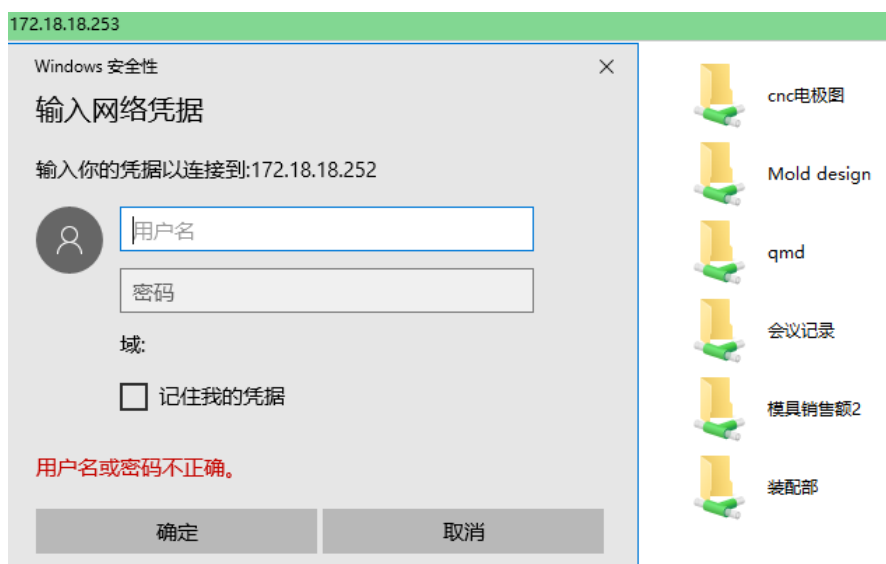 172.18.18.253
Windows 安全性
输入网络凭据
输入你的凭据以连接到:172.18.18.252
用户名
密码
域:
记住我的凭据
用户名或密码不正确。
确定
取消
cnc电极图
Mold design
qmd
会议记录
模具销售额2
装配部